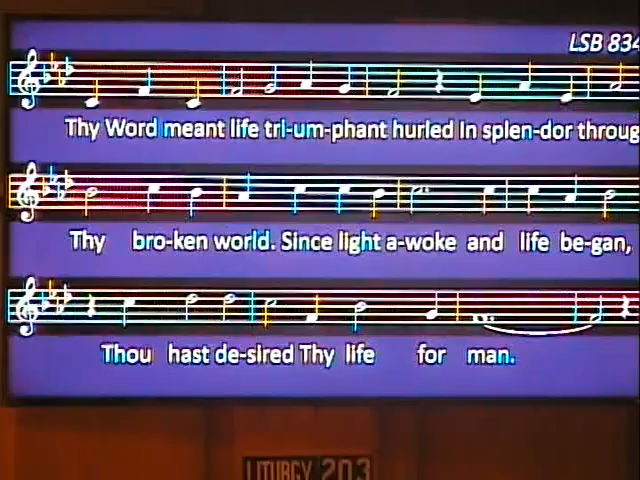 LSB 834
Thy Word meant life tri-um-phant hurled In splen-dor throug
Thy bro-ken world. Since light a-woke and life be-gan,
Thou hast de-sired Thy life for man.
LITURGY 203